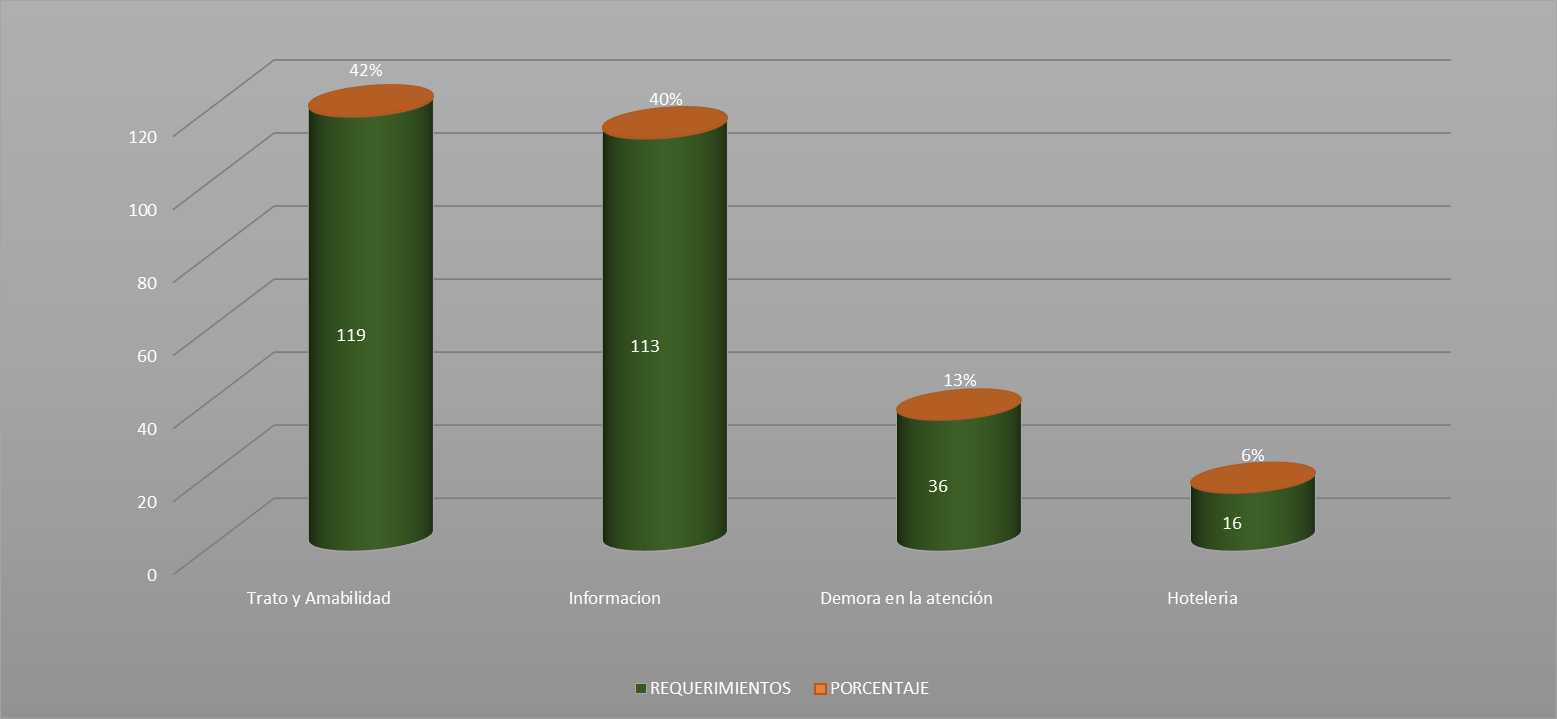 42%
40%
120
100
80
60
119
113
13%
40
6%
36
20
16
0
Trato y Amabilidad
Informacion
Demora en la atención
Hoteleria
REQUERIMIENTOS
PORCENTAJE